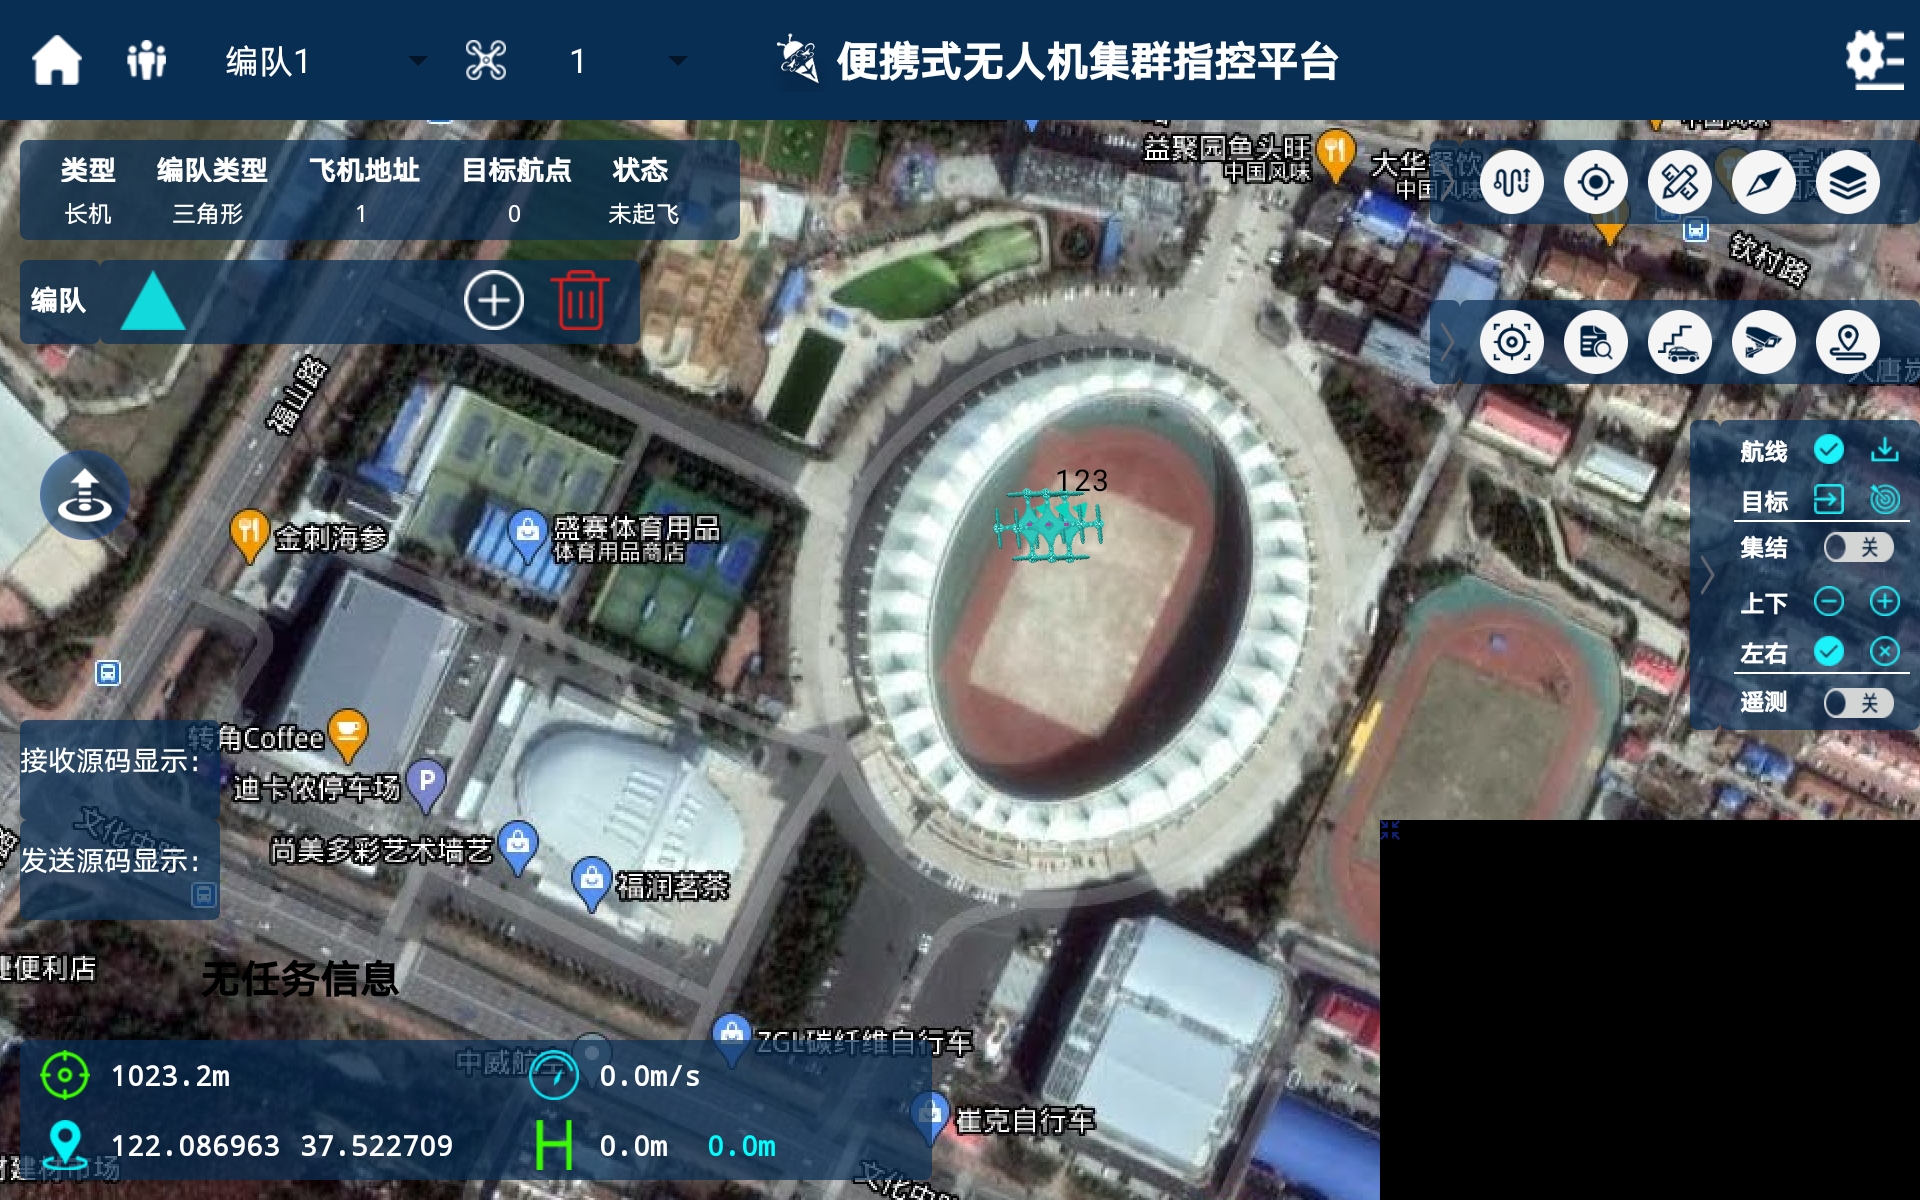 编队1
1
便携式无人机集群指控平台
类型 编队类型 飞机地址 目标航点 状态
长机 三角形 1 0 未起飞
编队
益聚园鱼头旺
中国风味
大华
餐饮
钦村路
福山路
123
金刺海参
盛赛体育用品
体育用品商店
航线
目标
集结 关
上下
左右
遥测 关
转角Coffee
接收源码显示:
迪卡侬停车场
P
尚美多彩艺术墙艺
发送源码显示:
福润茗茶
便利店
无任务信息
ZGL碳纤维自行车
中威航空
1023.2m 0.0m/s
崔克自行车
122.086963 37.522709 H 0.0m 0.0m